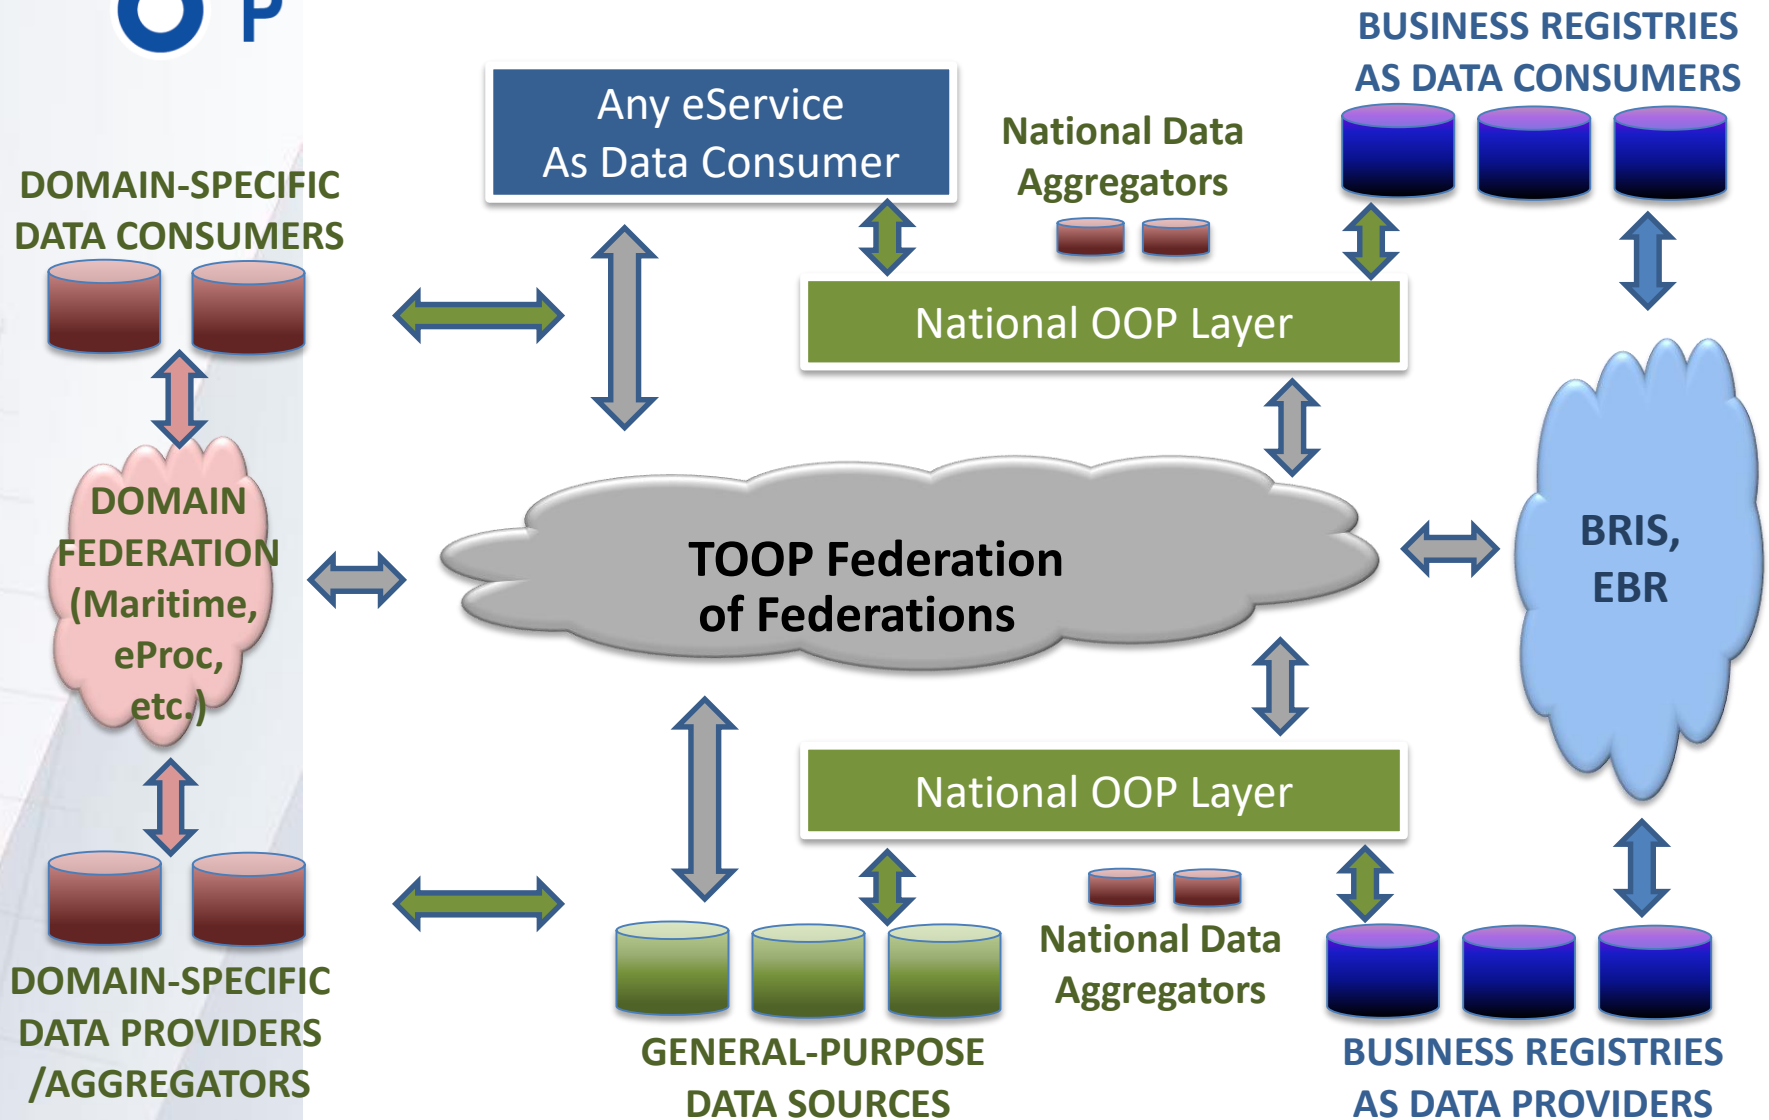 O P
BUSINESS REGISTRIES
AS DATA CONSUMERS
Any eService
As Data Consumer
National Data
Aggregators
DOMAIN-SPECIFIC
DATA CONSUMERS
National OOP Layer
DOMAIN
FEDERATION
(Maritime,
eProc,
etc.)
TOOP Federation
of Federations
BRIS,
EBR
National OOP Layer
National Data
Aggregators
DOMAIN-SPECIFIC
DATA PROVIDERS
/AGGREGATORS
GENERAL-PURPOSE
DATA SOURCES
BUSINESS REGISTRIES
AS DATA PROVIDERS